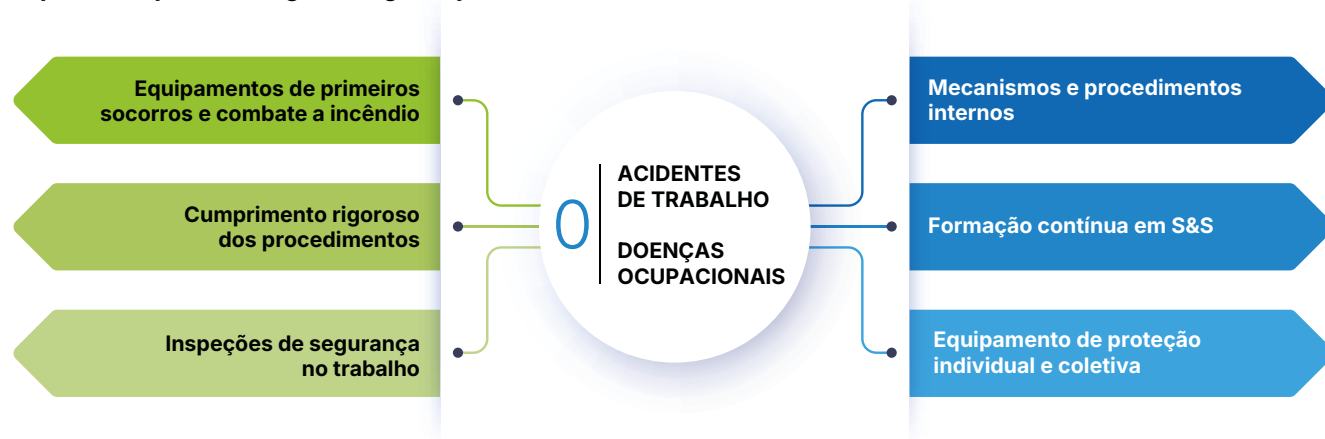 Equipamentos de primeiros
socorros e combate a incêndio
Cumprimento rigoroso
dos procedimentos
Inspeções de segurança
no trabalho
0
ACIDENTES
DE TRABALHO
DOENÇAS
OCUPACIONAIS
Mecanismos e procedimentos
internos
Formação contínua em S&S
Equipamento de proteção
individual e coletiva